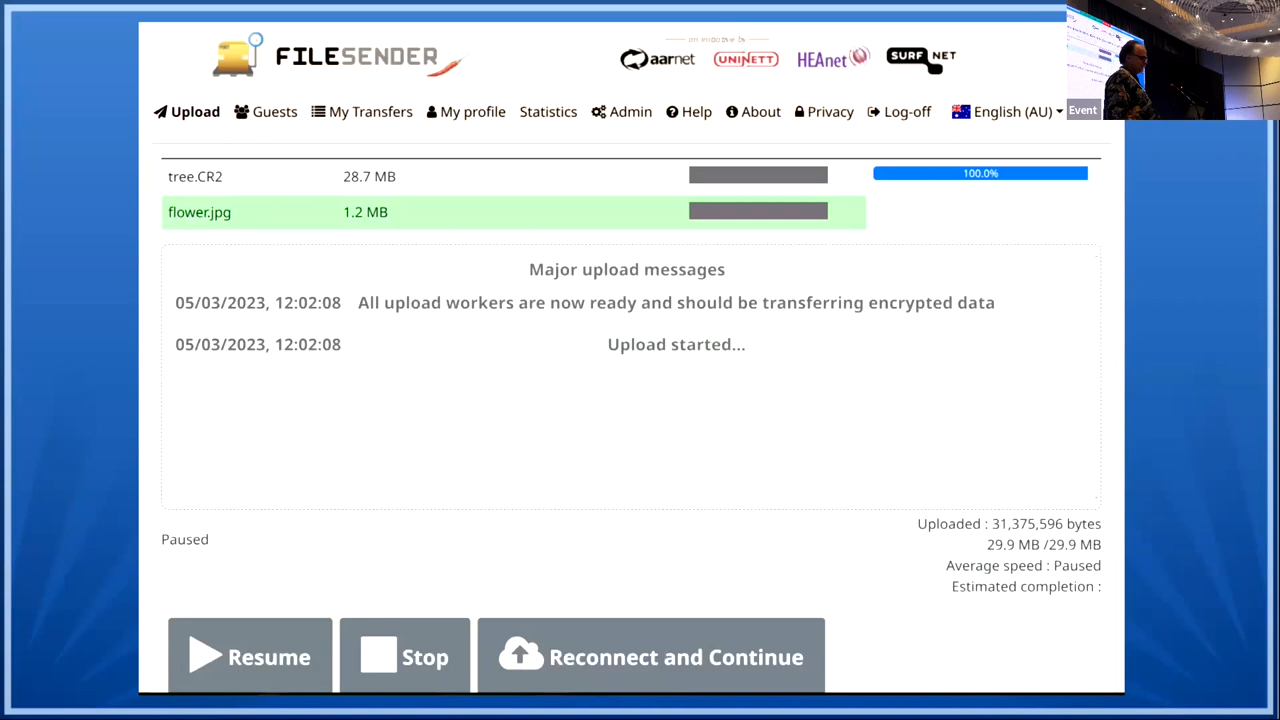 FILESENDER
an initiative by
aarnet
UNINETT
HEAnet
SURF NET
Event
Upload
Guests
My Transfers
My profile
Statistics
Admin
Help
About
Privacy
Log-off
English (AU)
tree.CR2 28.7 MB 100.0%
flower.jpg 1.2 MB
Major upload messages
05/03/2023, 12:02:08 All upload workers are now ready and should be transferring encrypted data
05/03/2023, 12:02:08 Upload started...
Paused
Uploaded : 31,375,596 bytes
29.9 MB /29.9 MB
Average speed : Paused
Estimated completion :
Resume
Stop
Reconnect and Continue